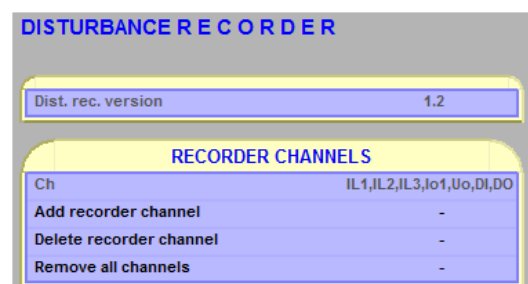 DISTURBANCE R E C O R D E R
Dist. rec. version 1.2
RECORDER CHANNELS
Ch IL1,IL2,IL3,Io1,Uo,DI,DO
Add recorder channel -
Delete recorder channel -
Remove all channels -